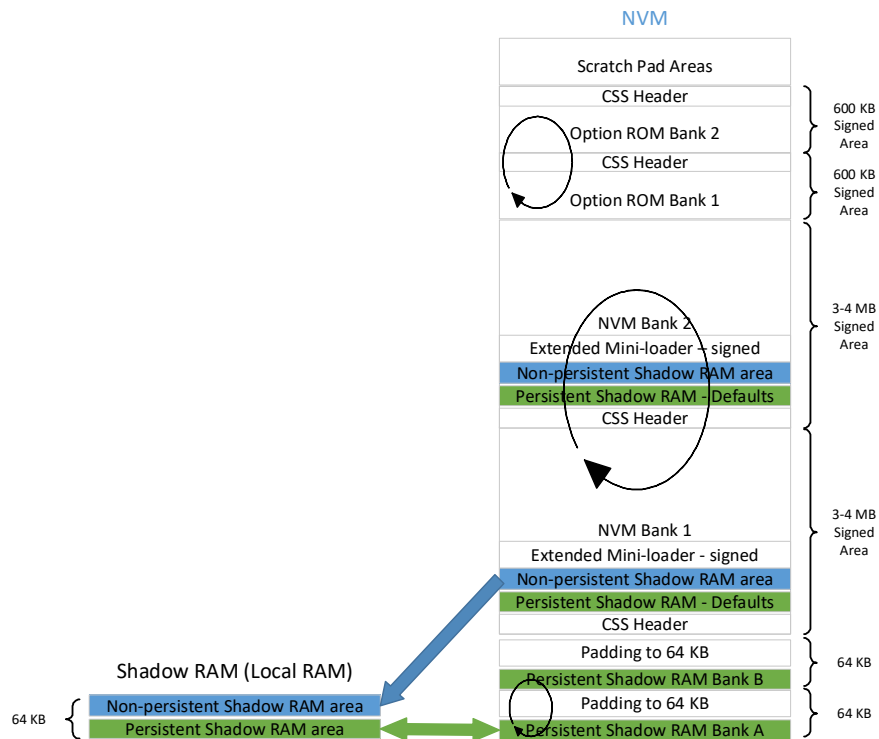 NVM
Scratch Pad Areas
CSS Header
Option ROM Bank 2
600 KB
Signed
Area
CSS Header
Option ROM Bank 1
600 KB
Signed
Area
NVM Bank 2
Extended Mini-loader – signed
Non-persistent Shadow RAM area
Persistent Shadow RAM - Defaults
CSS Header
3-4 MB
Signed
Area
NVM Bank 1
Extended Mini-loader - signed
Non-persistent Shadow RAM area
Persistent Shadow RAM - Defaults
CSS Header
3-4 MB
Signed
Area
Padding to 64 KB
Persistent Shadow RAM Bank B
64 KB
Padding to 64 KB
Persistent Shadow RAM Bank A
64 KB
Shadow RAM (Local RAM)
Non-persistent Shadow RAM area
Persistent Shadow RAM area
64 KB